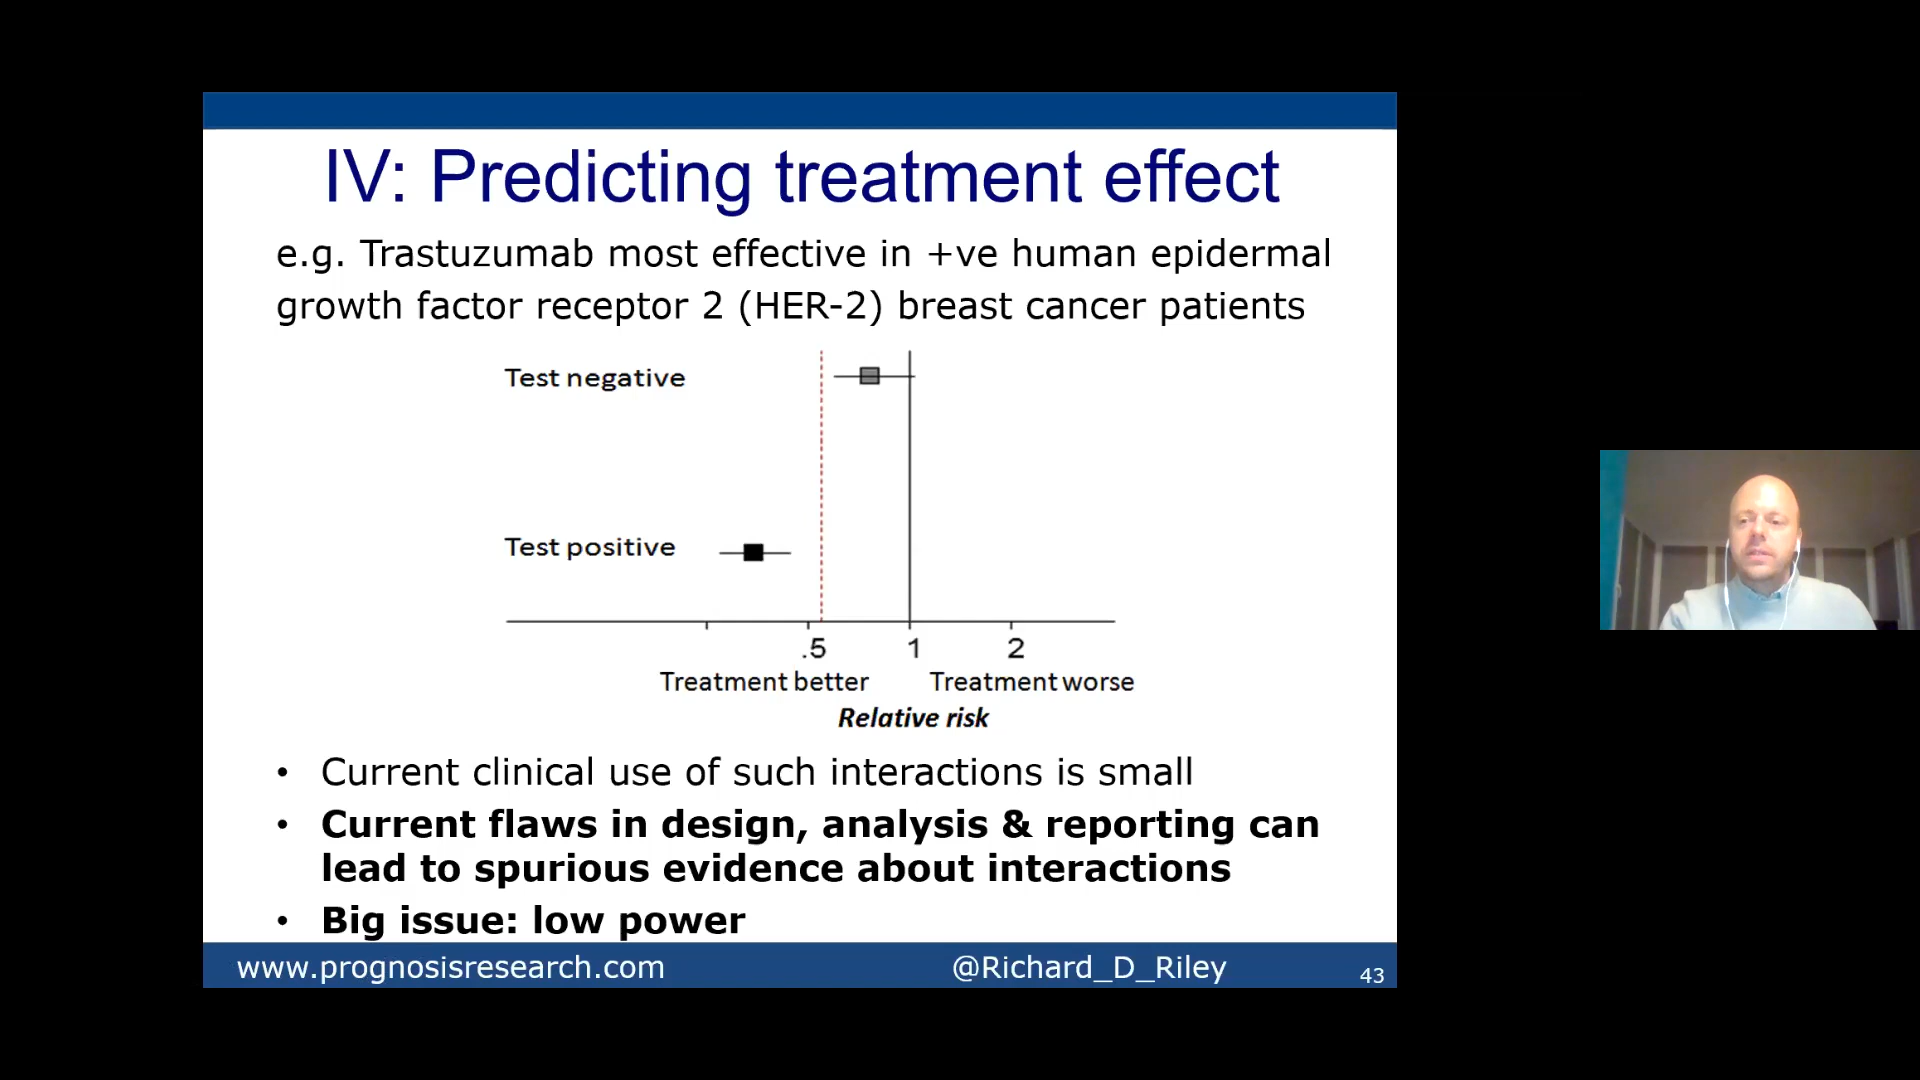 IV: Predicting treatment effect
e.g. Trastuzumab most effective in +ve human epidermal
growth factor receptor 2 (HER-2) breast cancer patients
Test negative
Test positive
.5 1 2
Treatment better Treatment worse
Relative risk
• Current clinical use of such interactions is small
• Current flaws in design, analysis & reporting can
lead to spurious evidence about interactions
• Big issue: low power
www.prognosisresearch.com @Richard_D_Riley 43